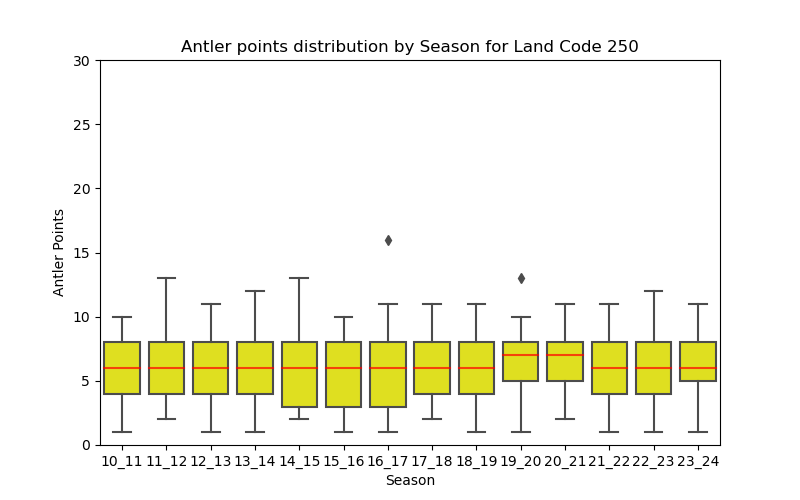 Antler points distribution by Season for Land Code 250
30
25
20
15
10
5
0
Antler Points
10_11 11_12 12_13 13_14 14_15 15_16 16_17 17_18 18_19 19_20 20_21 21_22 22_23 23_24
Season